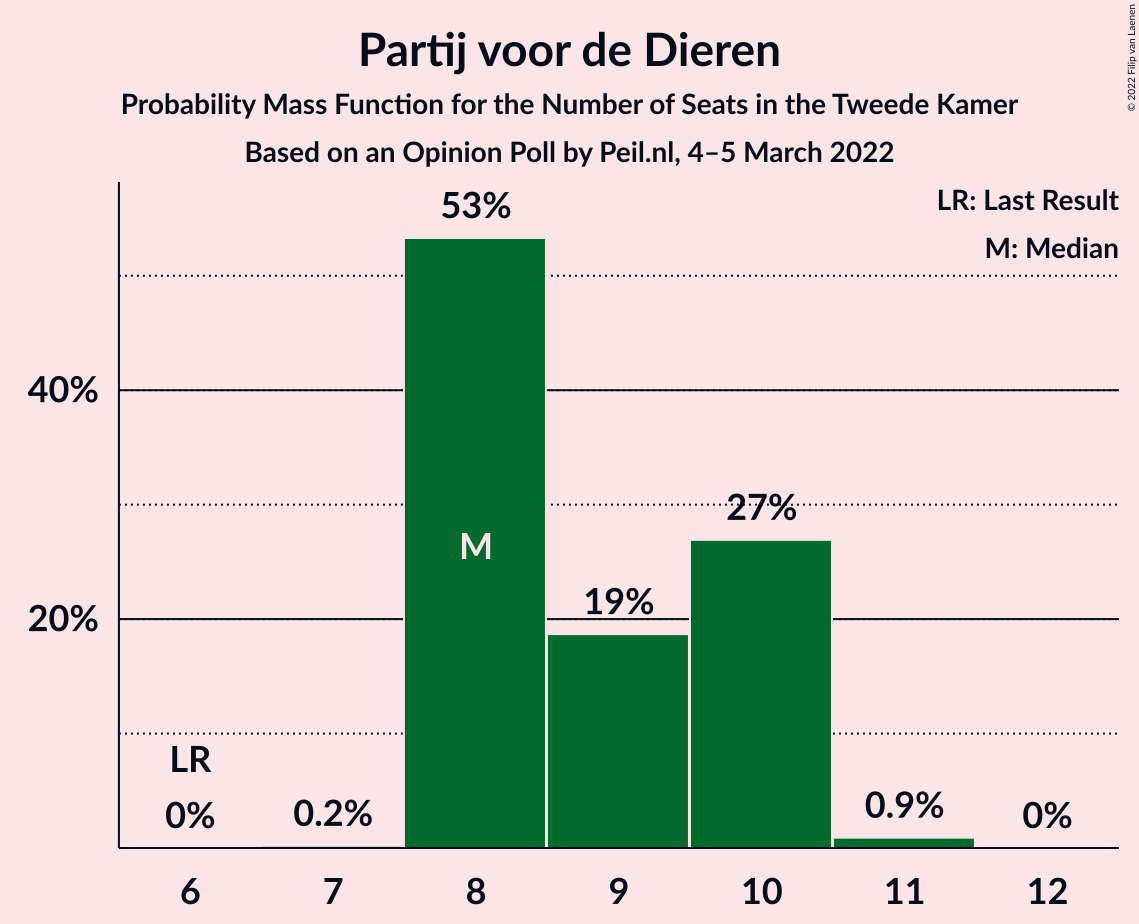 Partij voor de Dieren
Probability Mass Function for the Number of Seats in the Tweede Kamer
Based on an Opinion Poll by Peil.nl, 4–5 March 2022
© 2022 Filip van Laenen
LR: Last Result
M: Median
53%
40%
27%
M
19%
20%
LR
0%
0.2%
0.9%
0%
6 7 8 9 10 11 12